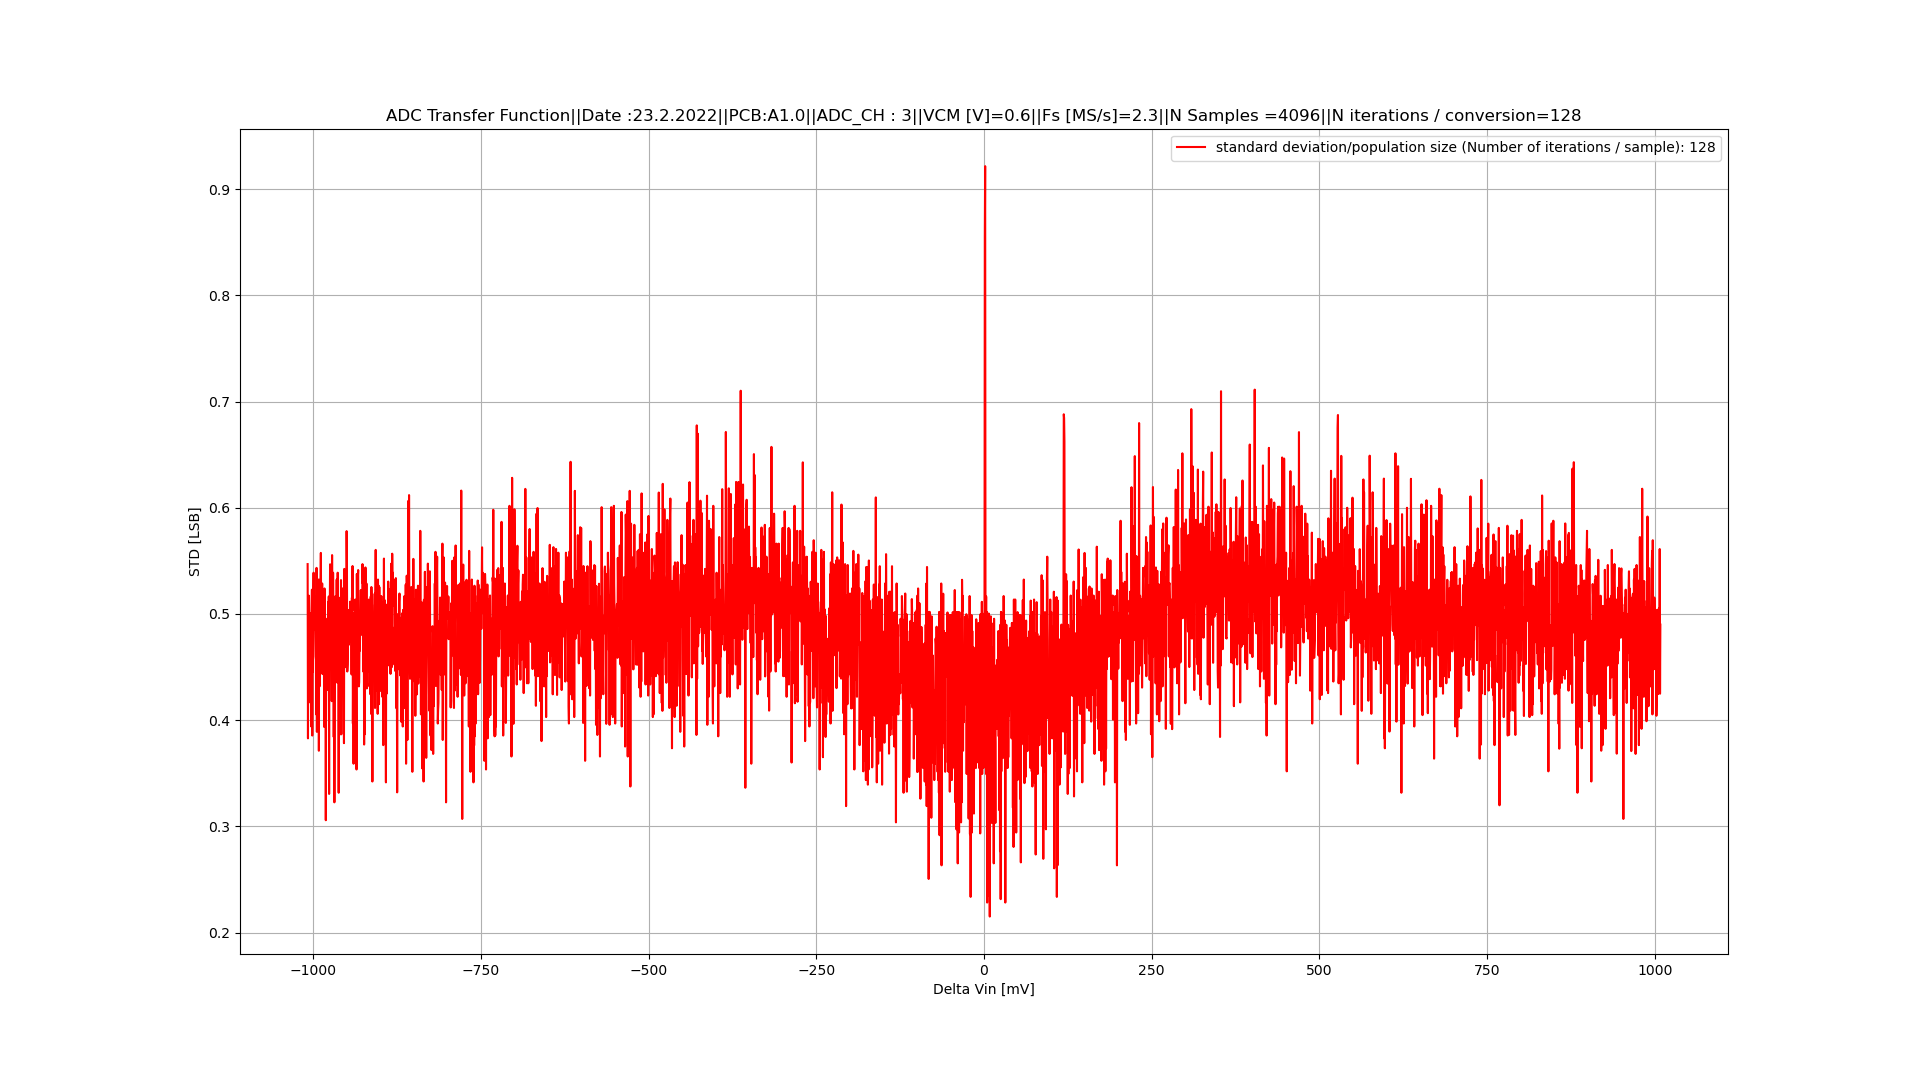 ADC Transfer Function||Date :23.2.2022||PCB:A1.0||ADC_CH : 3||VCM [V]=0.6||Fs [MS/s]=2.3||N Samples =4096||N iterations / conversion=128
standard deviation/population size (Number of iterations / sample): 128
STD [LSB]
0.9
0.8
0.7
0.6
0.5
0.4
0.3
0.2
−1000 −750 −500 −250 0 250 500 750 1000
Delta Vin [mV]